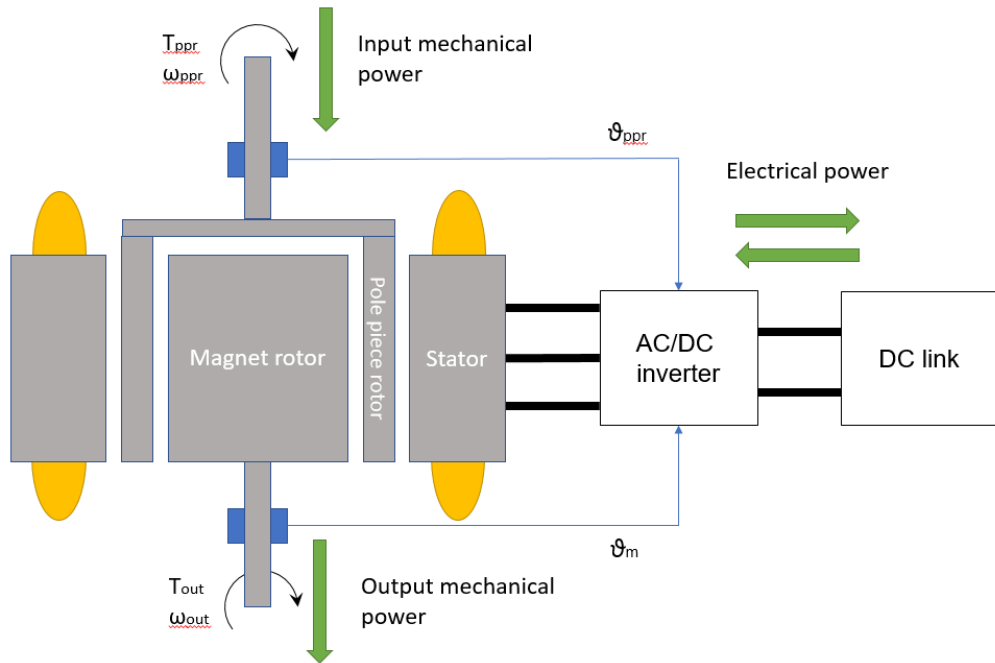 Tppr
ωppr
Input mechanical
power
ϑppr
Electrical power
Magnet rotor
Pole piece rotor
Stator
AC/DC
inverter
DC link
ϑm
Tout
ωout
Output mechanical
power